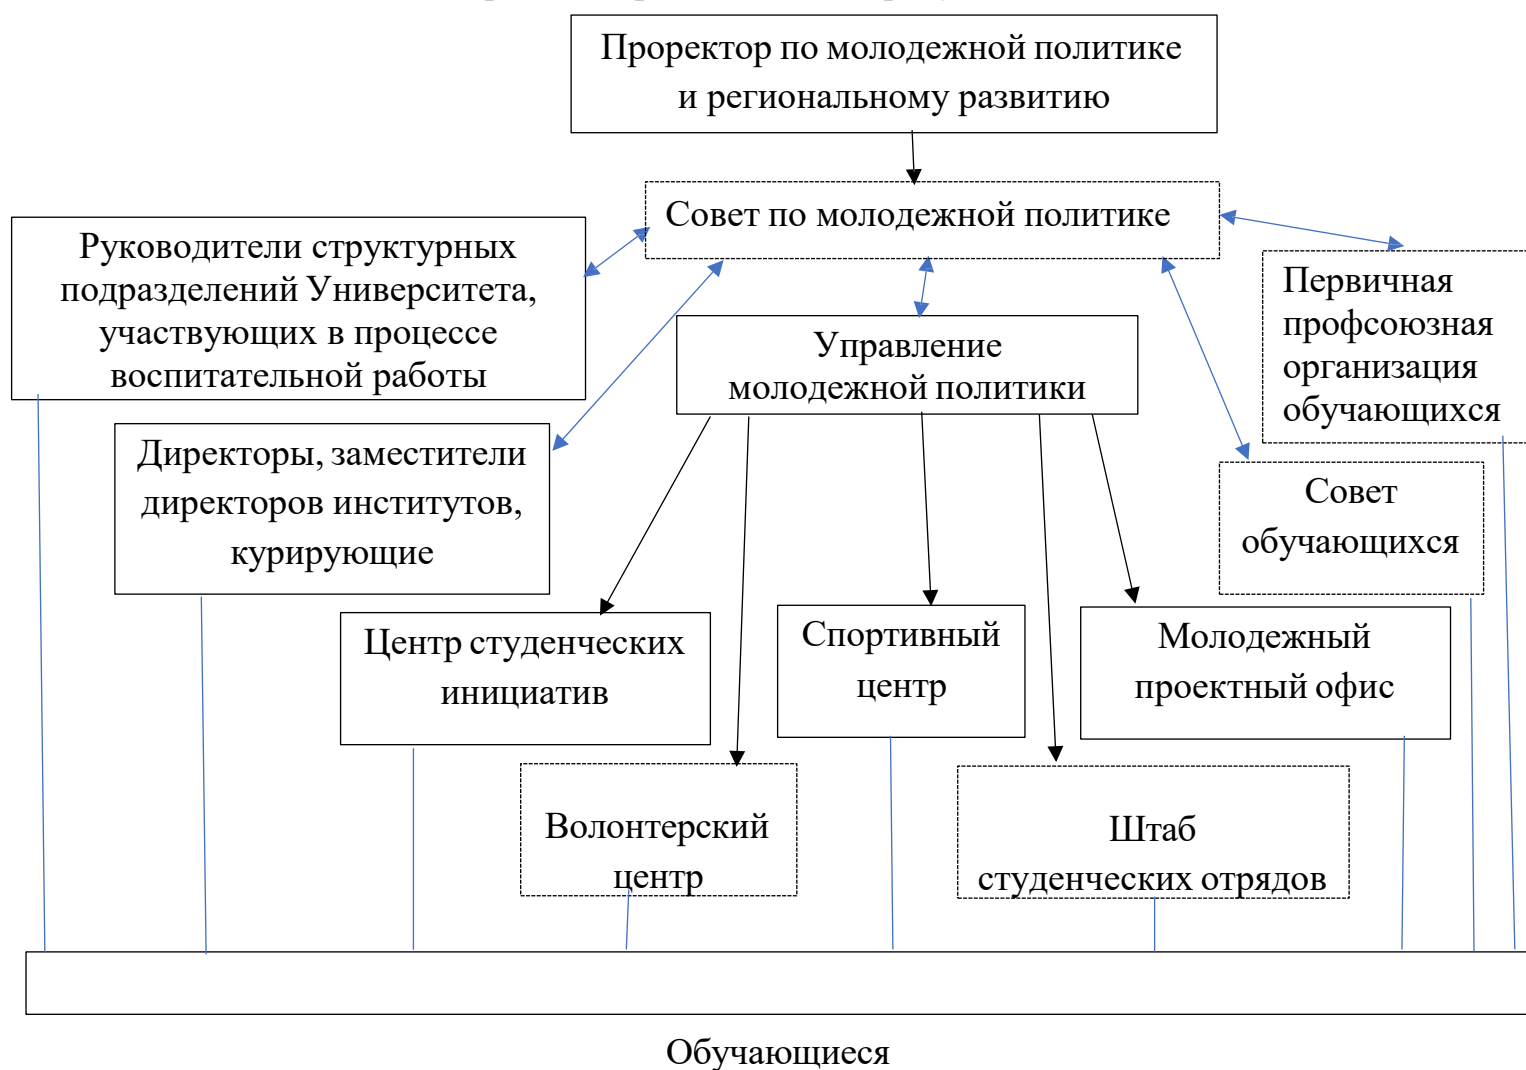 Проректор по молодежной политике
и региональному развитию
Совет по молодежной политике
Руководители структурных
подразделений Университета,
участвующих в процессе
воспитательной работы
Первичная
профсоюзная
организация
обучающихся
Управление
молодежной политики
Директоры, заместители
директоров институтов,
курирующие
Совет
обучающихся
Центр студенческих
инициатив
Спортивный
центр
Молодежный
проектный офис
Волонтерский
центр
Штаб
студенческих отрядов
Обучающиеся